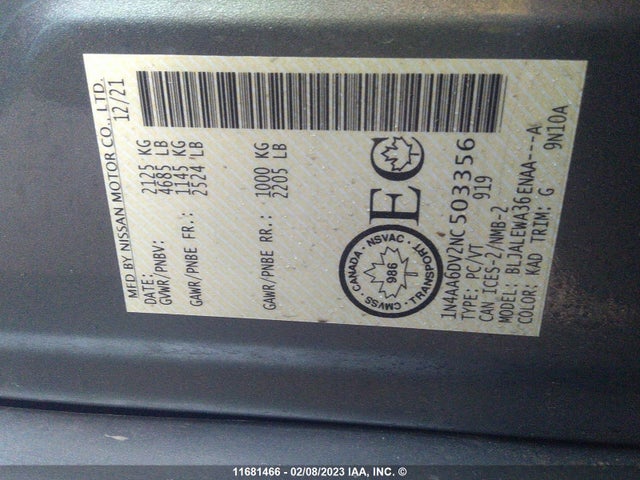 MFD BY NISSAN MOTOR CO., LTD.
DATE: 12/21
GVWR/PNBV: 2125 KG
4685 LB
GAWR/PNBE FR.: 1145 KG
2524 LB
GAWR/PNBE RR.: 1000 KG
2205 LB
CANADA · NSVAC · TRANSPORT · CMVSS
986
EC
1N4AA6DV2NC503356
TYPE: PC/VT 919
CAN ICES-2/NMB-2
MODEL: BLJALEWA36ENAA---A
COLOR: KAD TRIM: G 9N10A
11681466 - 02/08/2023 IAA, INC. ©